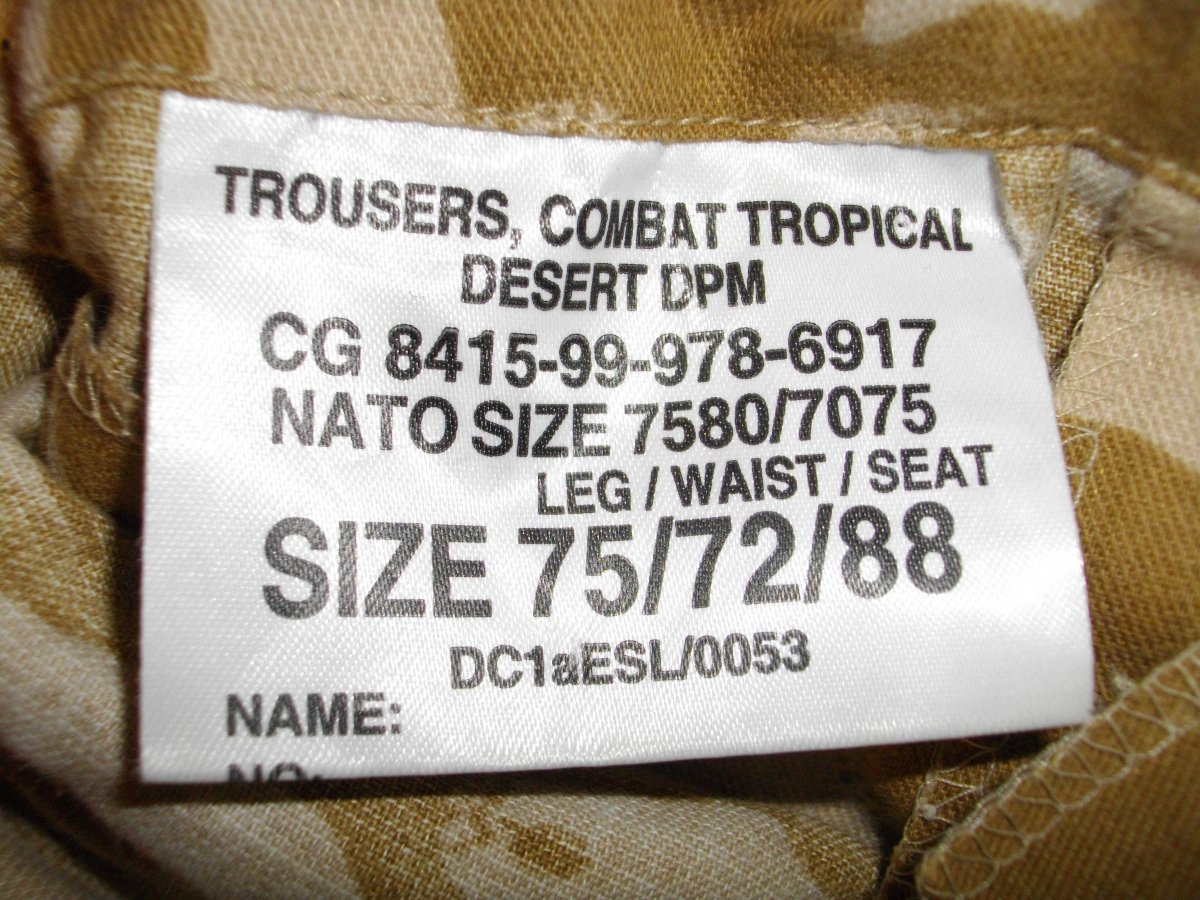 TROUSERS, COMBAT TROPICAL
DESERT DPM
CG 8415-99-978-6917
NATO SIZE 7580/7075
LEG / WAIST / SEAT
SIZE 75/72/88
DC1aESL/0053
NAME:
NO: